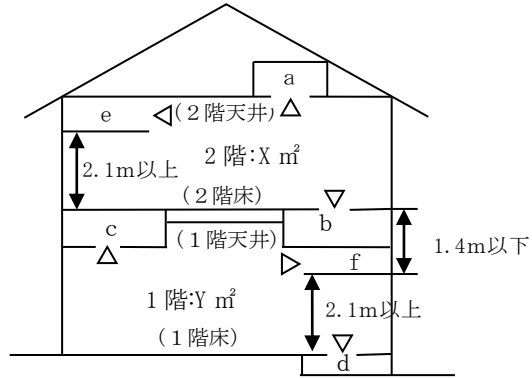 a
e
(２階天井)
2.1m以上
２階:X ㎡
(２階床)
c
b
(１階天井)
1.4m以下
f
１階:Y㎡
2.1m以上
(１階床)
d